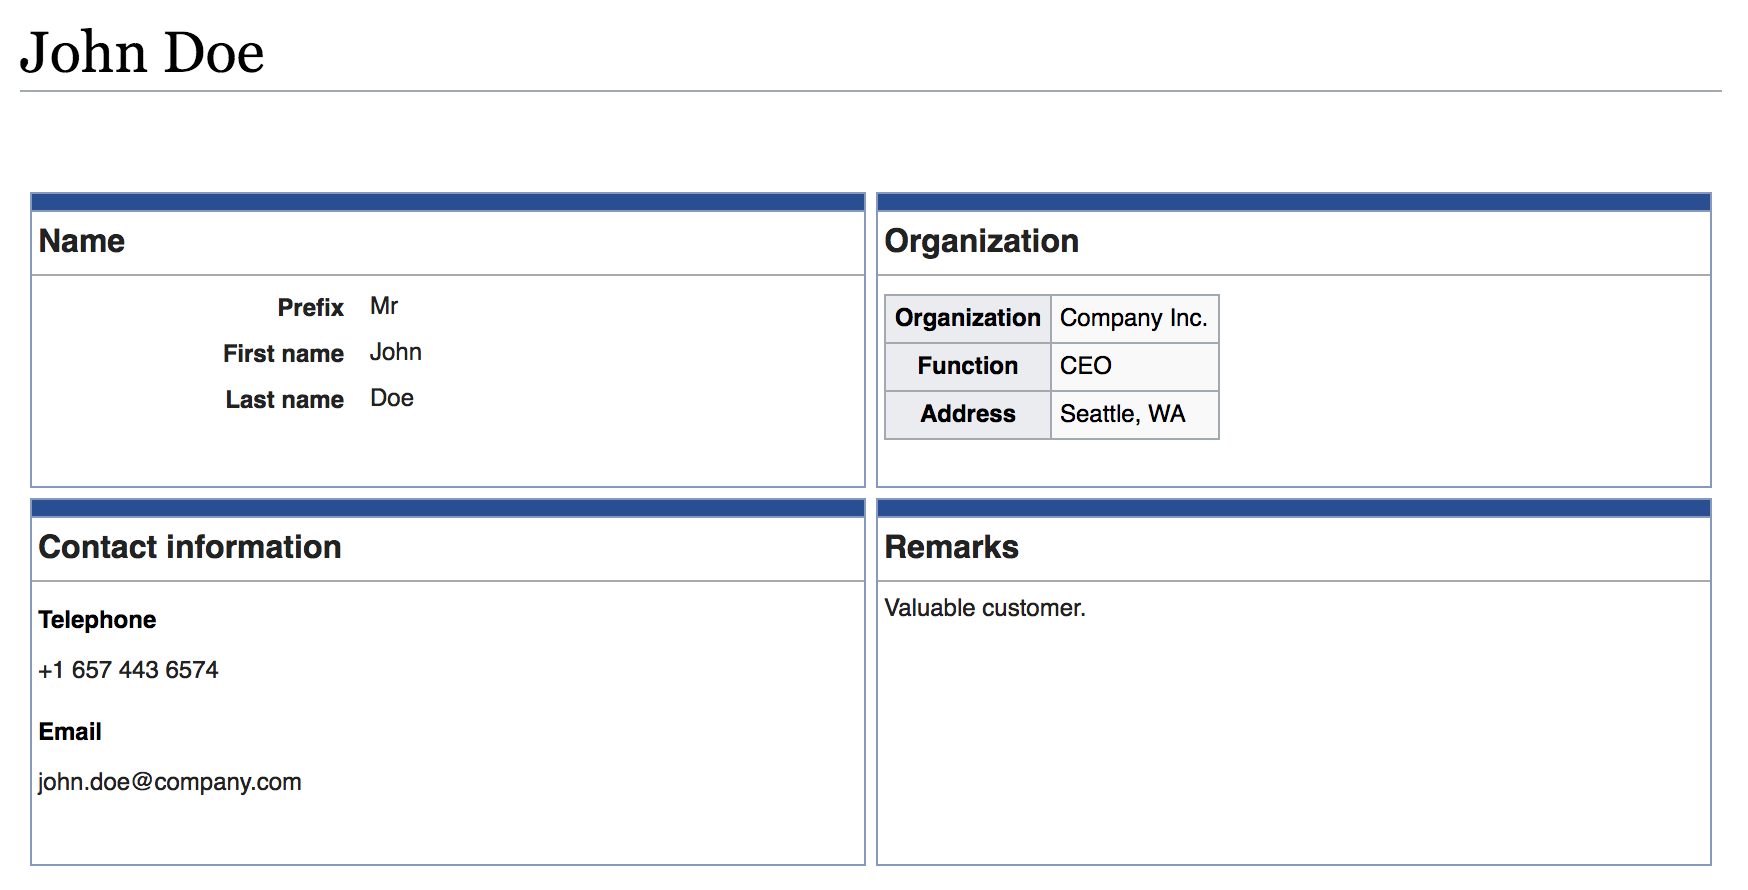 John Doe
Name
Prefix Mr
First name John
Last name Doe
Organization
Organization Company Inc.
Function CEO
Address Seattle, WA
Contact information
Telephone
+1 657 443 6574
Email
john.doe@company.com
Remarks
Valuable customer.